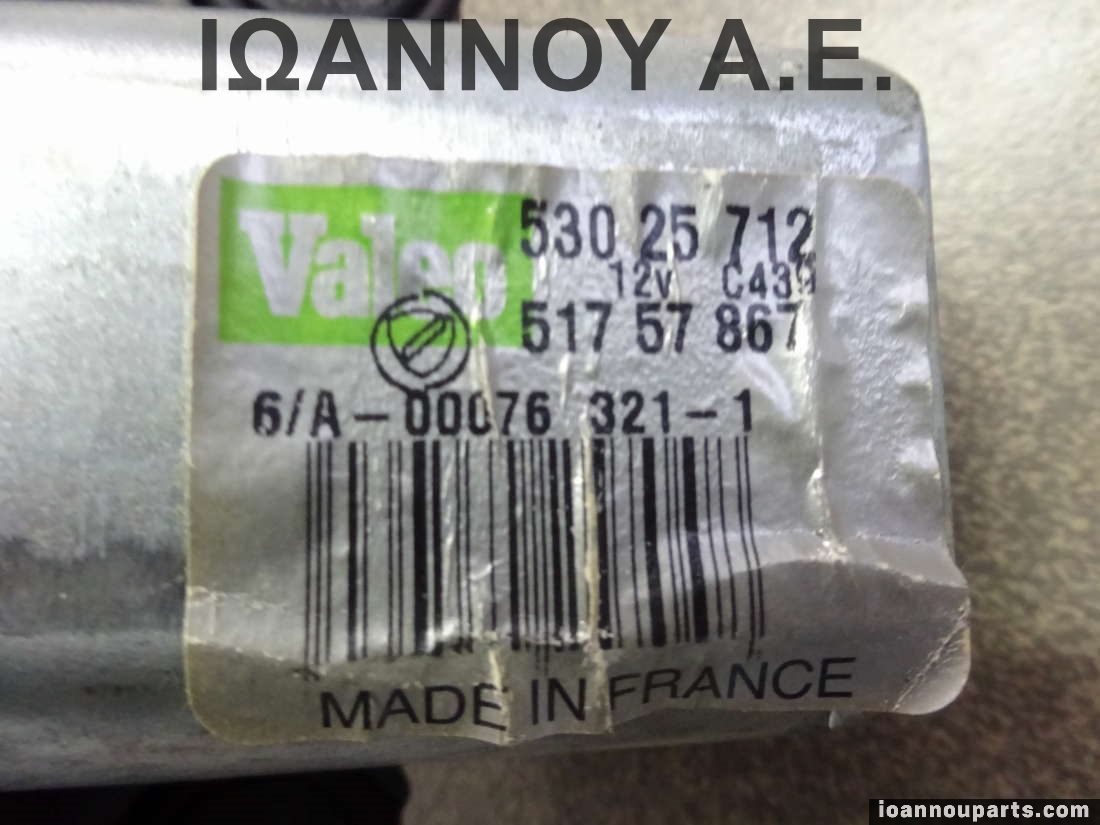 ΙΩΑΝΝΟΥ Α.Ε.
Valeo 530 25 712
12v C439
517 57 867
6/A-00076 321-1
MADE IN FRANCE
ioannouparts.com